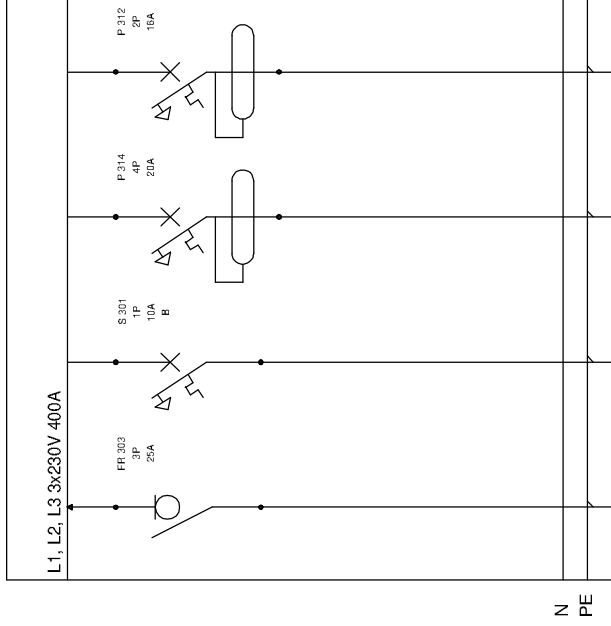 L1, L2, L3 3x230V 400A
FR 303
3P
25A
S 301
1P
10A
B
P 314
4P
20A
P 312
2P
16A
N
PE